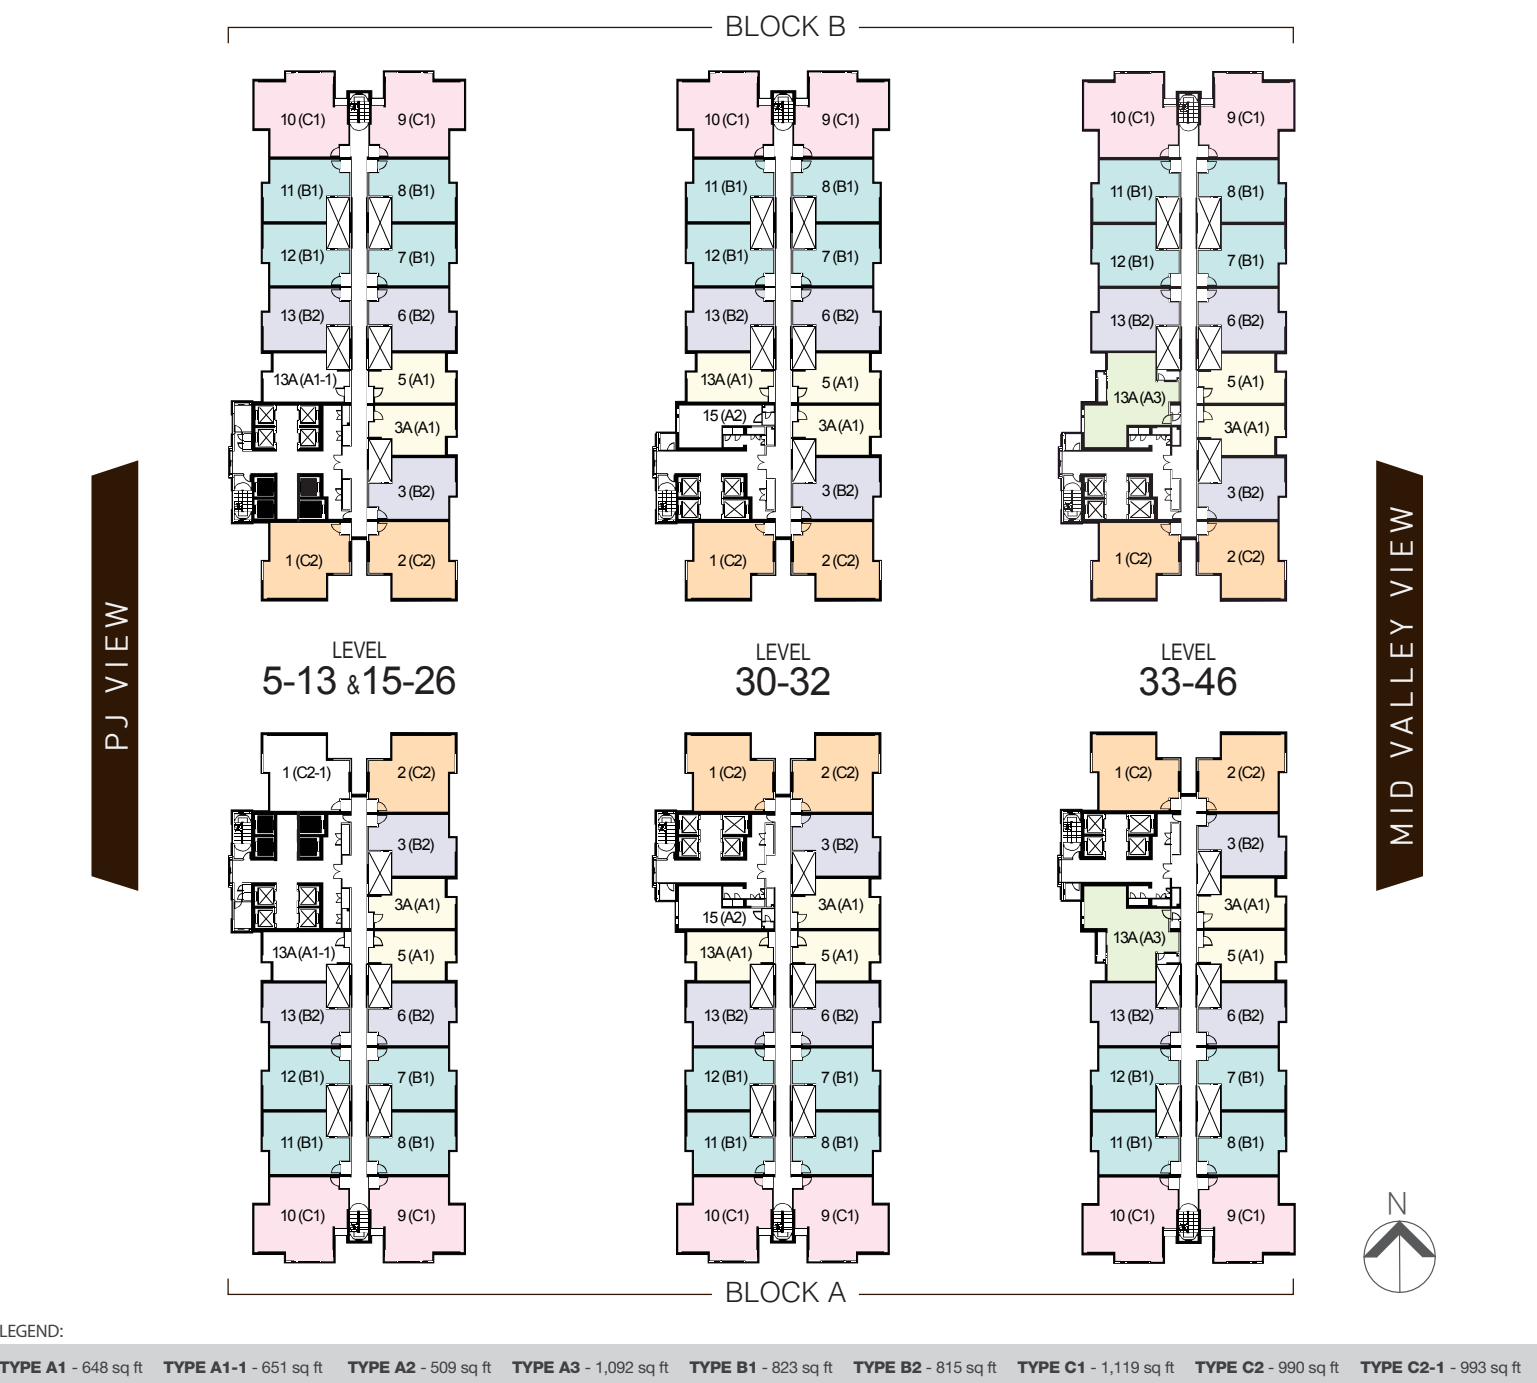 BLOCK B
10 (C1)
9 (C1)
11 (B1)
8 (B1)
12 (B1)
7 (B1)
13 (B2)
6 (B2)
13A (A1-1)
5 (A1)
3A (A1)
3 (B2)
1 (C2)
2 (C2)
10 (C1)
9 (C1)
11 (B1)
8 (B1)
12 (B1)
7 (B1)
13 (B2)
6 (B2)
13A (A1)
5 (A1)
15 (A2)
3A (A1)
3 (B2)
1 (C2)
2 (C2)
10 (C1)
9 (C1)
11 (B1)
8 (B1)
12 (B1)
7 (B1)
13 (B2)
6 (B2)
13A (A3)
5 (A1)
3A (A1)
3 (B2)
1 (C2)
2 (C2)
PJ VIEW
LEVEL
5-13 & 15-26
LEVEL
30-32
LEVEL
33-46
MID VALLEY VIEW
1 (C2-1)
2 (C2)
3 (B2)
3A (A1)
13A (A1-1)
5 (A1)
13 (B2)
6 (B2)
12 (B1)
7 (B1)
11 (B1)
8 (B1)
10 (C1)
9 (C1)
1 (C2)
2 (C2)
3 (B2)
3A (A1)
15 (A2)
13A (A1)
5 (A1)
13 (B2)
6 (B2)
12 (B1)
7 (B1)
11 (B1)
8 (B1)
10 (C1)
9 (C1)
1 (C2)
2 (C2)
3 (B2)
3A (A1)
13A (A3)
5 (A1)
13 (B2)
6 (B2)
12 (B1)
7 (B1)
11 (B1)
8 (B1)
10 (C1)
9 (C1)
N
BLOCK A
LEGEND:
TYPE A1 - 648 sq ft TYPE A1-1 - 651 sq ft TYPE A2 - 509 sq ft TYPE A3 - 1,092 sq ft TYPE B1 - 823 sq ft TYPE B2 - 815 sq ft TYPE C1 - 1,119 sq ft TYPE C2 - 990 sq ft TYPE C2-1 - 993 sq ft